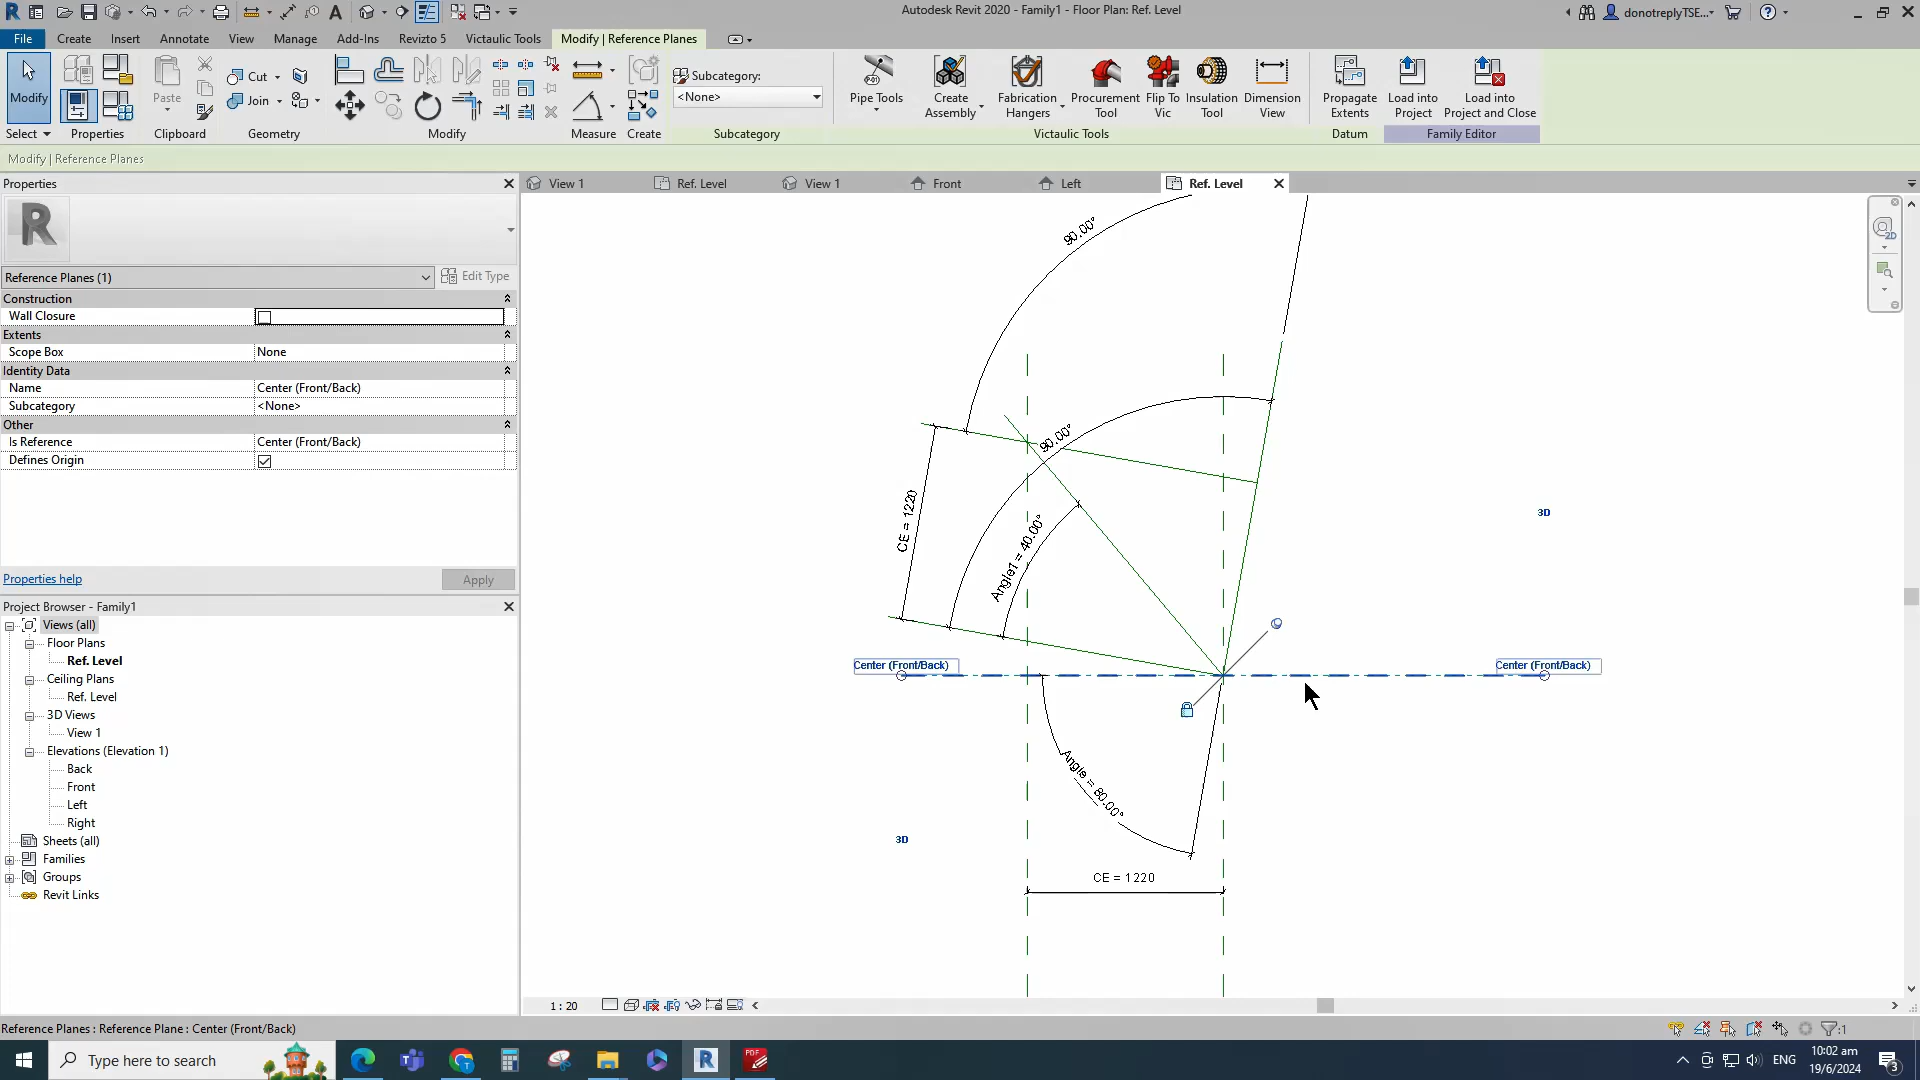 Autodesk Revit 2020 - Family1 - Floor Plan: Ref. Level
donotreplyTSE...
File Create Insert Annotate View Manage Add-Ins Revizto 5 Victaulic Tools Modify | Reference Planes
Modify
Select
Properties
Paste
Clipboard
Cut
Join
Geometry
Modify
Measure
Create
Subcategory:
<None>
Subcategory
Pipe Tools
Create Assembly
Fabrication Hangers
Procurement Tool
Flip To Vic
Insulation Tool
Dimension View
Victaulic Tools
Propagate Extents
Datum
Load into Project
Load into Project and Close
Family Editor
Modify | Reference Planes
Properties
View 1
Ref. Level
View 1
Front
Left
Ref. Level
R
Reference Planes (1)
Edit Type
Construction
Wall Closure
Extents
Scope Box None
Identity Data
Name Center (Front/Back)
Subcategory <None>
Other
Is Reference Center (Front/Back)
Defines Origin
Properties help
Apply
Project Browser - Family1
Views (all)
Floor Plans
Ref. Level
Ceiling Plans
Ref. Level
3D Views
View 1
Elevations (Elevation 1)
Back
Front
Left
Right
Sheets (all)
Families
Groups
Revit Links
90.00°
90.00°
CE = 1220
Angle1 = 40.00°
3D
Center (Front/Back)
Center (Front/Back)
Angle = 80.00°
3D
CE = 1220
2D
1 : 20
Reference Planes : Reference Plane : Center (Front/Back)
:1
Type here to search
PDF
ENG
10:02 am
19/6/2024
3